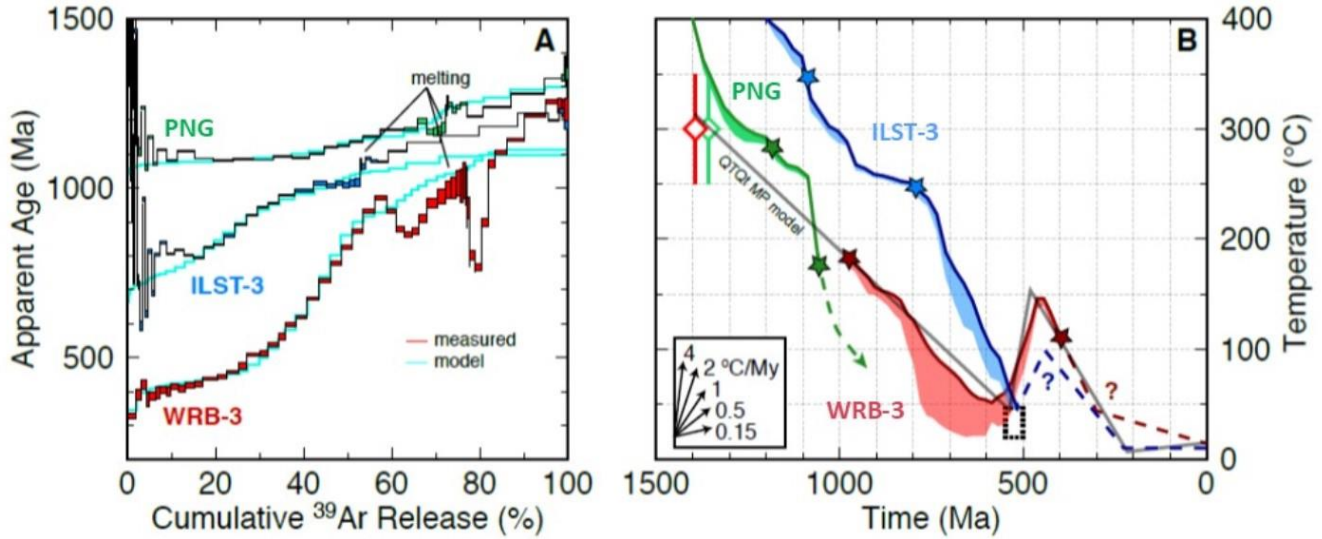 1500
1000
500
Apparent Age (Ma)
A
melting
PNG
ILST-3
WRB-3
measured
model
0 20 40 60 80 100
Cumulative ³⁹Ar Release (%)
B
PNG
ILST-3
QTQt MP model
WRB-3
4
2 ºC/My
1
0.5
0.15
?
?
400
300
200
100
0
Temperature (°C)
1500 1000 500 0
Time (Ma)